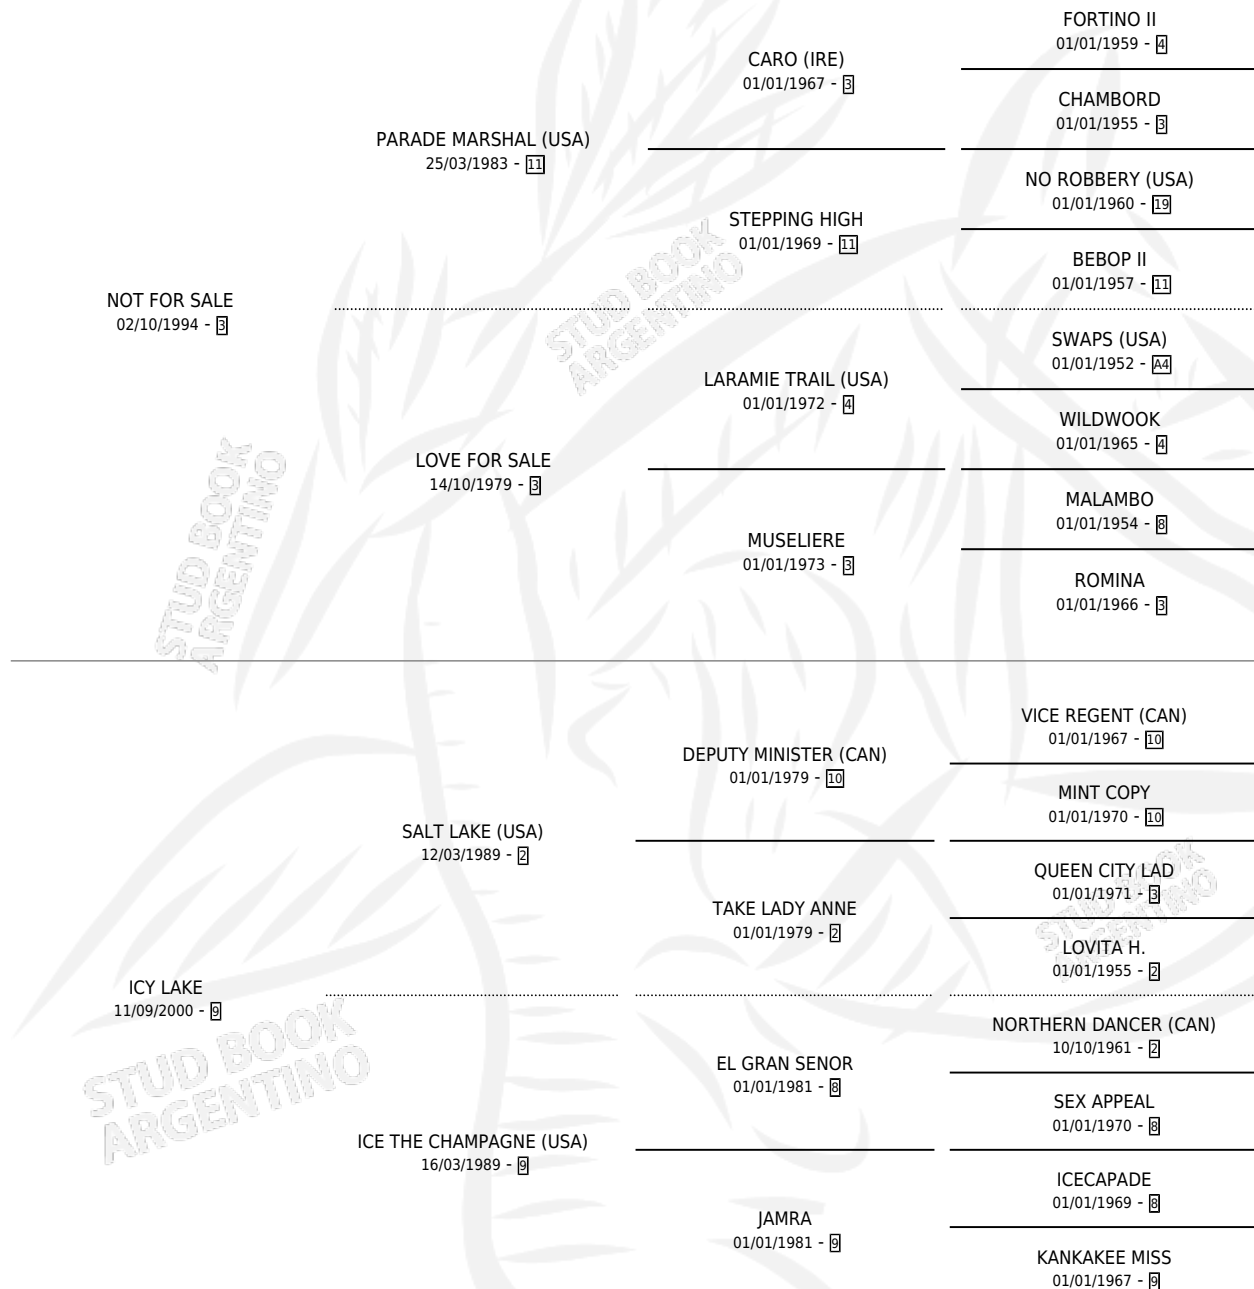 FORTINO II
01/01/1959 - 4
CARO (IRE)
01/01/1967 - 3
CHAMBORD
01/01/1955 - 3
PARADE MARSHAL (USA)
25/03/1983 - 11
NO ROBBERY (USA)
01/01/1960 - 19
STEPPING HIGH
01/01/1969 - 11
BEBOP II
01/01/1957 - 11
NOT FOR SALE
02/10/1994 - 3
SWAPS (USA)
01/01/1952 - A4
LARAMIE TRAIL (USA)
01/01/1972 - 4
WILDWOOK
01/01/1965 - 4
LOVE FOR SALE
14/10/1979 - 3
MALAMBO
01/01/1954 - 8
MUSELIERE
01/01/1973 - 3
ROMINA
01/01/1966 - 3
VICE REGENT (CAN)
01/01/1967 - 10
DEPUTY MINISTER (CAN)
01/01/1979 - 10
MINT COPY
01/01/1970 - 10
SALT LAKE (USA)
12/03/1989 - 2
QUEEN CITY LAD
01/01/1971 - 3
TAKE LADY ANNE
01/01/1979 - 2
LOVITA H.
01/01/1955 - 2
ICY LAKE
11/09/2000 - 9
NORTHERN DANCER (CAN)
10/10/1961 - 2
EL GRAN SENOR
01/01/1981 - 8
SEX APPEAL
01/01/1970 - 8
ICE THE CHAMPAGNE (USA)
16/03/1989 - 9
ICECAPADE
01/01/1969 - 8
JAMRA
01/01/1981 - 9
KANKAKEE MISS
01/01/1967 - 9
STUD BOOK
ARGENTINO
STUD BOOK
ARGENTINO
STUD BOOK
ARGENTINO
STUD BOOK
ARGENTINO